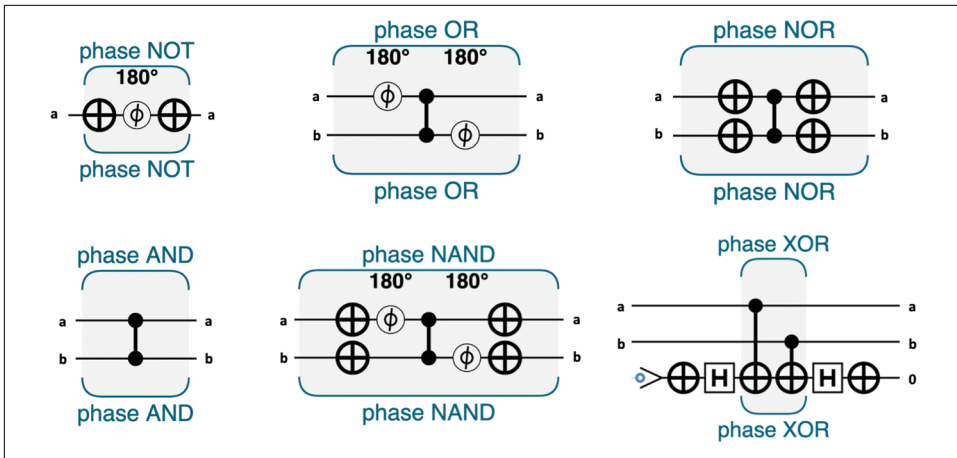 phase NOT
180°
a ϕ a
phase NOT
phase OR
180° 180°
a ϕ a
b ϕ b
phase OR
phase NOR
a a
b b
phase NOR
phase AND
a a
b b
phase AND
phase NAND
180° 180°
a ϕ a
b ϕ b
phase NAND
phase XOR
a a
b b
H H 0
phase XOR